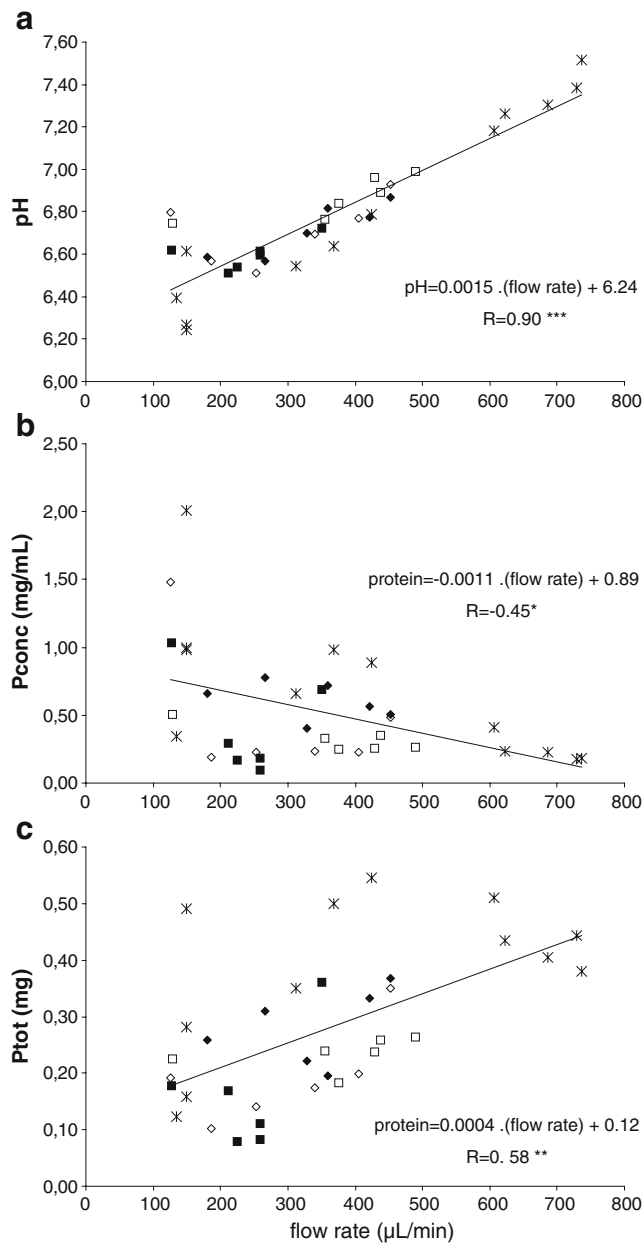 a
7,60
7,40
7,20
7,00
6,80
6,60
6,40
6,20
6,00
pH
pH=0.0015 .(flow rate) + 6.24
R=0.90 ***
0 100 200 300 400 500 600 700 800
b
2,50
2,00
1,50
1,00
0,50
0,00
Pconc (mg/mL)
protein=-0.0011 .(flow rate) + 0.89
R=-0.45*
0 100 200 300 400 500 600 700 800
c
0,60
0,50
0,40
0,30
0,20
0,10
0,00
Ptot (mg)
protein=0.0004 .(flow rate) + 0.12
R=0. 58 **
0 100 200 300 400 500 600 700 800
flow rate (µL/min)